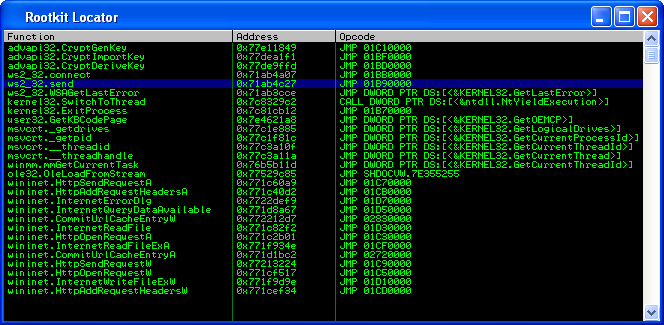 Rootkit Locator
Function Address Opcode
advapi32.CryptGenKey 0x77e11849 JMP 01C10000
advapi32.CryptImportKey 0x77dea1f1 JMP 01BF0000
advapi32.CryptDeriveKey 0x77de9ffd JMP 01BD0000
ws2_32.connect 0x71ab4a07 JMP 01BB0000
ws2_32.send 0x71ab4c27 JMP 01B90000
ws2_32.WSAGetLastError 0x71ab3cce JMP DWORD PTR DS:[<&KERNEL32.GetLastError>]
kernel32.SwitchToThread 0x7c8329c2 CALL DWORD PTR DS:[<&ntdll.NtYieldExecution>]
kernel32.ExitProcess 0x7c81cb12 JMP 01B70000
user32.GetKBCodePage 0x7e4621a8 JMP DWORD PTR DS:[<&KERNEL32.GetOEMCP>]
msvcrt._getdrives 0x77c1e885 JMP DWORD PTR DS:[<&KERNEL32.GetLogicalDrives>]
msvcrt._getpid 0x77c1f81c JMP DWORD PTR DS:[<&KERNEL32.GetCurrentProcessId>]
msvcrt.__threadid 0x77c3a10f JMP DWORD PTR DS:[<&KERNEL32.GetCurrentThreadId>]
msvcrt.__threadhandle 0x77c3a11a JMP DWORD PTR DS:[<&KERNEL32.GetCurrentThread>]
winmm.mmGetCurrentTask 0x76b5b11d JMP DWORD PTR DS:[<&KERNEL32.GetCurrentThreadId>]
ole32.OleLoadFromStream 0x77529c85 JMP SHDOCVW.7E355255
wininet.HttpSendRequestA 0x771c60a9 JMP 01C70000
wininet.HttpAddRequestHeadersA 0x771c40d2 JMP 01CB0000
wininet.InternetErrorDlg 0x7722def9 JMP 01D70000
wininet.InternetQueryDataAvailable 0x771d8a67 JMP 01D50000
wininet.CommitUrlCacheEntryW 0x772212d7 JMP 02830000
wininet.InternetReadFile 0x771c82f2 JMP 01D30000
wininet.HttpOpenRequestA 0x771c2b01 JMP 01C30000
wininet.InternetReadFileExA 0x771f934e JMP 01CF0000
wininet.CommitUrlCacheEntryA 0x771d1bc2 JMP 02720000
wininet.HttpSendRequestW 0x77213224 JMP 01C90000
wininet.HttpOpenRequestW 0x771cf517 JMP 01C50000
wininet.InternetWriteFileExW 0x771f9d9e JMP 01D10000
wininet.HttpAddRequestHeadersW 0x771cef34 JMP 01CD0000